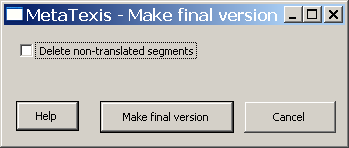 MetaTexis - Make final version
Delete non-translated segments
Help
Make final version
Cancel